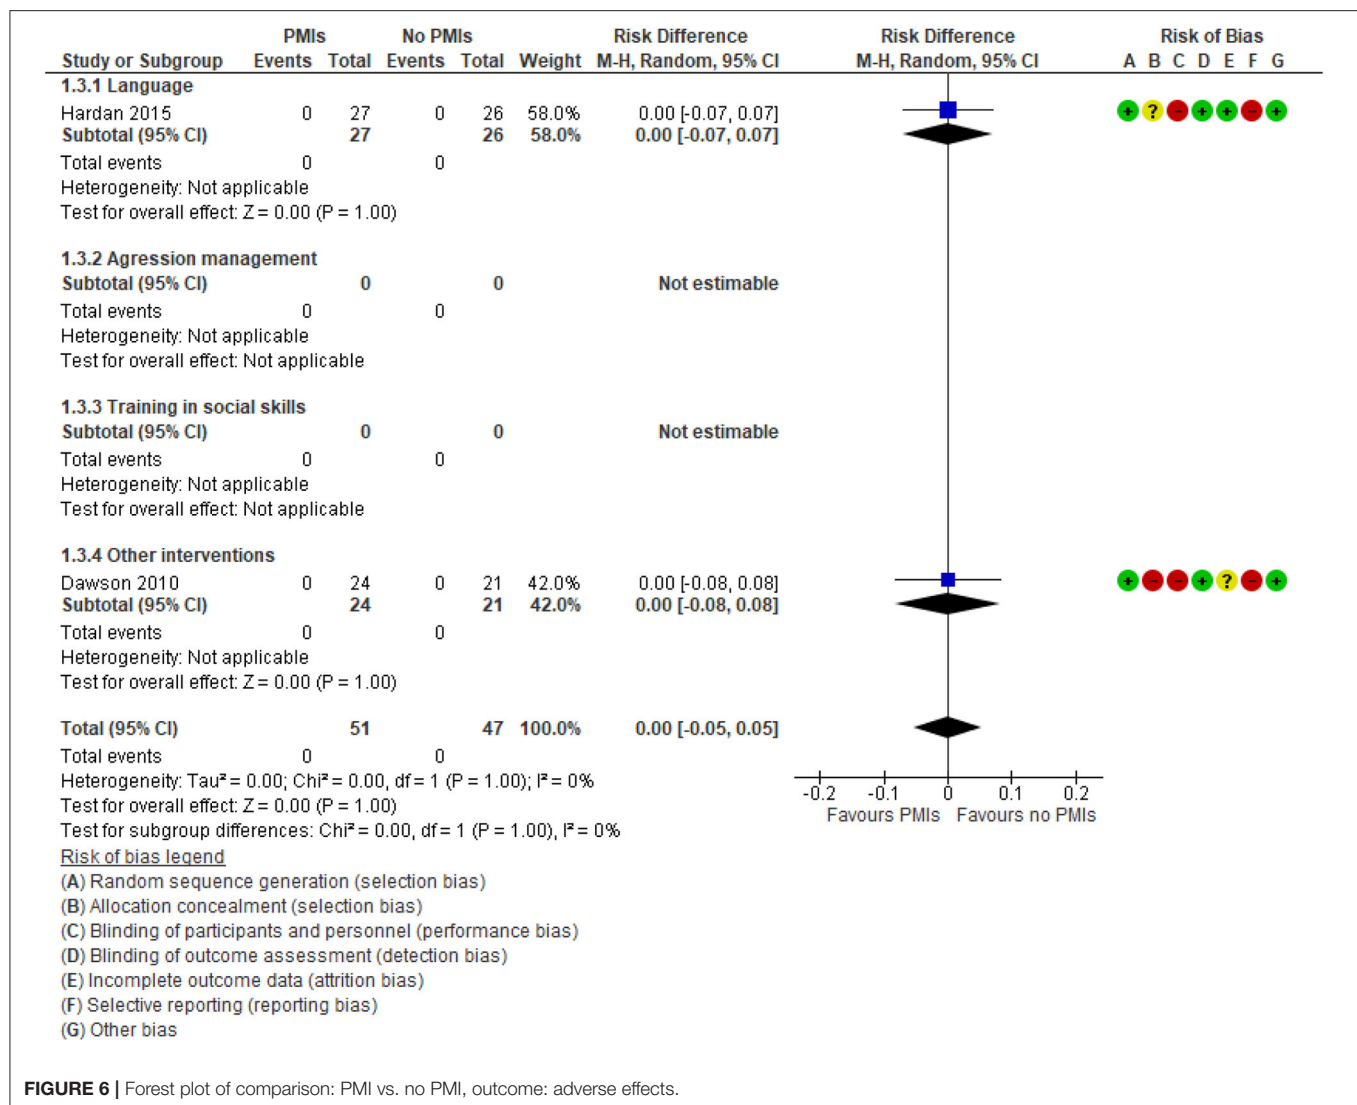 PMIs No PMIs Risk Difference Risk Difference Risk of Bias
Study or Subgroup Events Total Events Total Weight M-H, Random, 95% CI M-H, Random, 95% CI A B C D E F G
1.3.1 Language
Hardan 2015 0 27 0 26 58.0% 0.00 [-0.07, 0.07] + ? - + + - +
Subtotal (95% CI) 27 26 58.0% 0.00 [-0.07, 0.07]
Total events 0 0
Heterogeneity: Not applicable
Test for overall effect: Z = 0.00 (P = 1.00)
1.3.2 Agression management
Subtotal (95% CI) 0 0 Not estimable
Total events 0 0
Heterogeneity: Not applicable
Test for overall effect: Not applicable
1.3.3 Training in social skills
Subtotal (95% CI) 0 0 Not estimable
Total events 0 0
Heterogeneity: Not applicable
Test for overall effect: Not applicable
1.3.4 Other interventions
Dawson 2010 0 24 0 21 42.0% 0.00 [-0.08, 0.08] + - - + ? - +
Subtotal (95% CI) 24 21 42.0% 0.00 [-0.08, 0.08]
Total events 0 0
Heterogeneity: Not applicable
Test for overall effect: Z = 0.00 (P = 1.00)
Total (95% CI) 51 47 100.0% 0.00 [-0.05, 0.05]
Total events 0 0
Heterogeneity: Tau² = 0.00; Chi² = 0.00, df = 1 (P = 1.00); I² = 0%
Test for overall effect: Z = 0.00 (P = 1.00)
Test for subgroup differences: Chi² = 0.00, df = 1 (P = 1.00), I² = 0%
-0.2 -0.1 0 0.1 0.2
Favours PMIs Favours no PMIs
Risk of bias legend
(A) Random sequence generation (selection bias)
(B) Allocation concealment (selection bias)
(C) Blinding of participants and personnel (performance bias)
(D) Blinding of outcome assessment (detection bias)
(E) Incomplete outcome data (attrition bias)
(F) Selective reporting (reporting bias)
(G) Other bias
FIGURE 6 | Forest plot of comparison: PMI vs. no PMI, outcome: adverse effects.